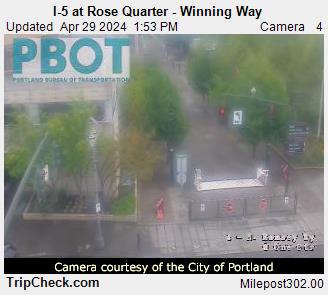 I-5 at Rose Quarter - Winning Way
Updated Apr 29 2024 1:53 PM Camera 4
PBOT
PORTLAND BUREAU OF TRANSPORTATION
Camera courtesy of the City of Portland
TripCheck.com Milepost302.00